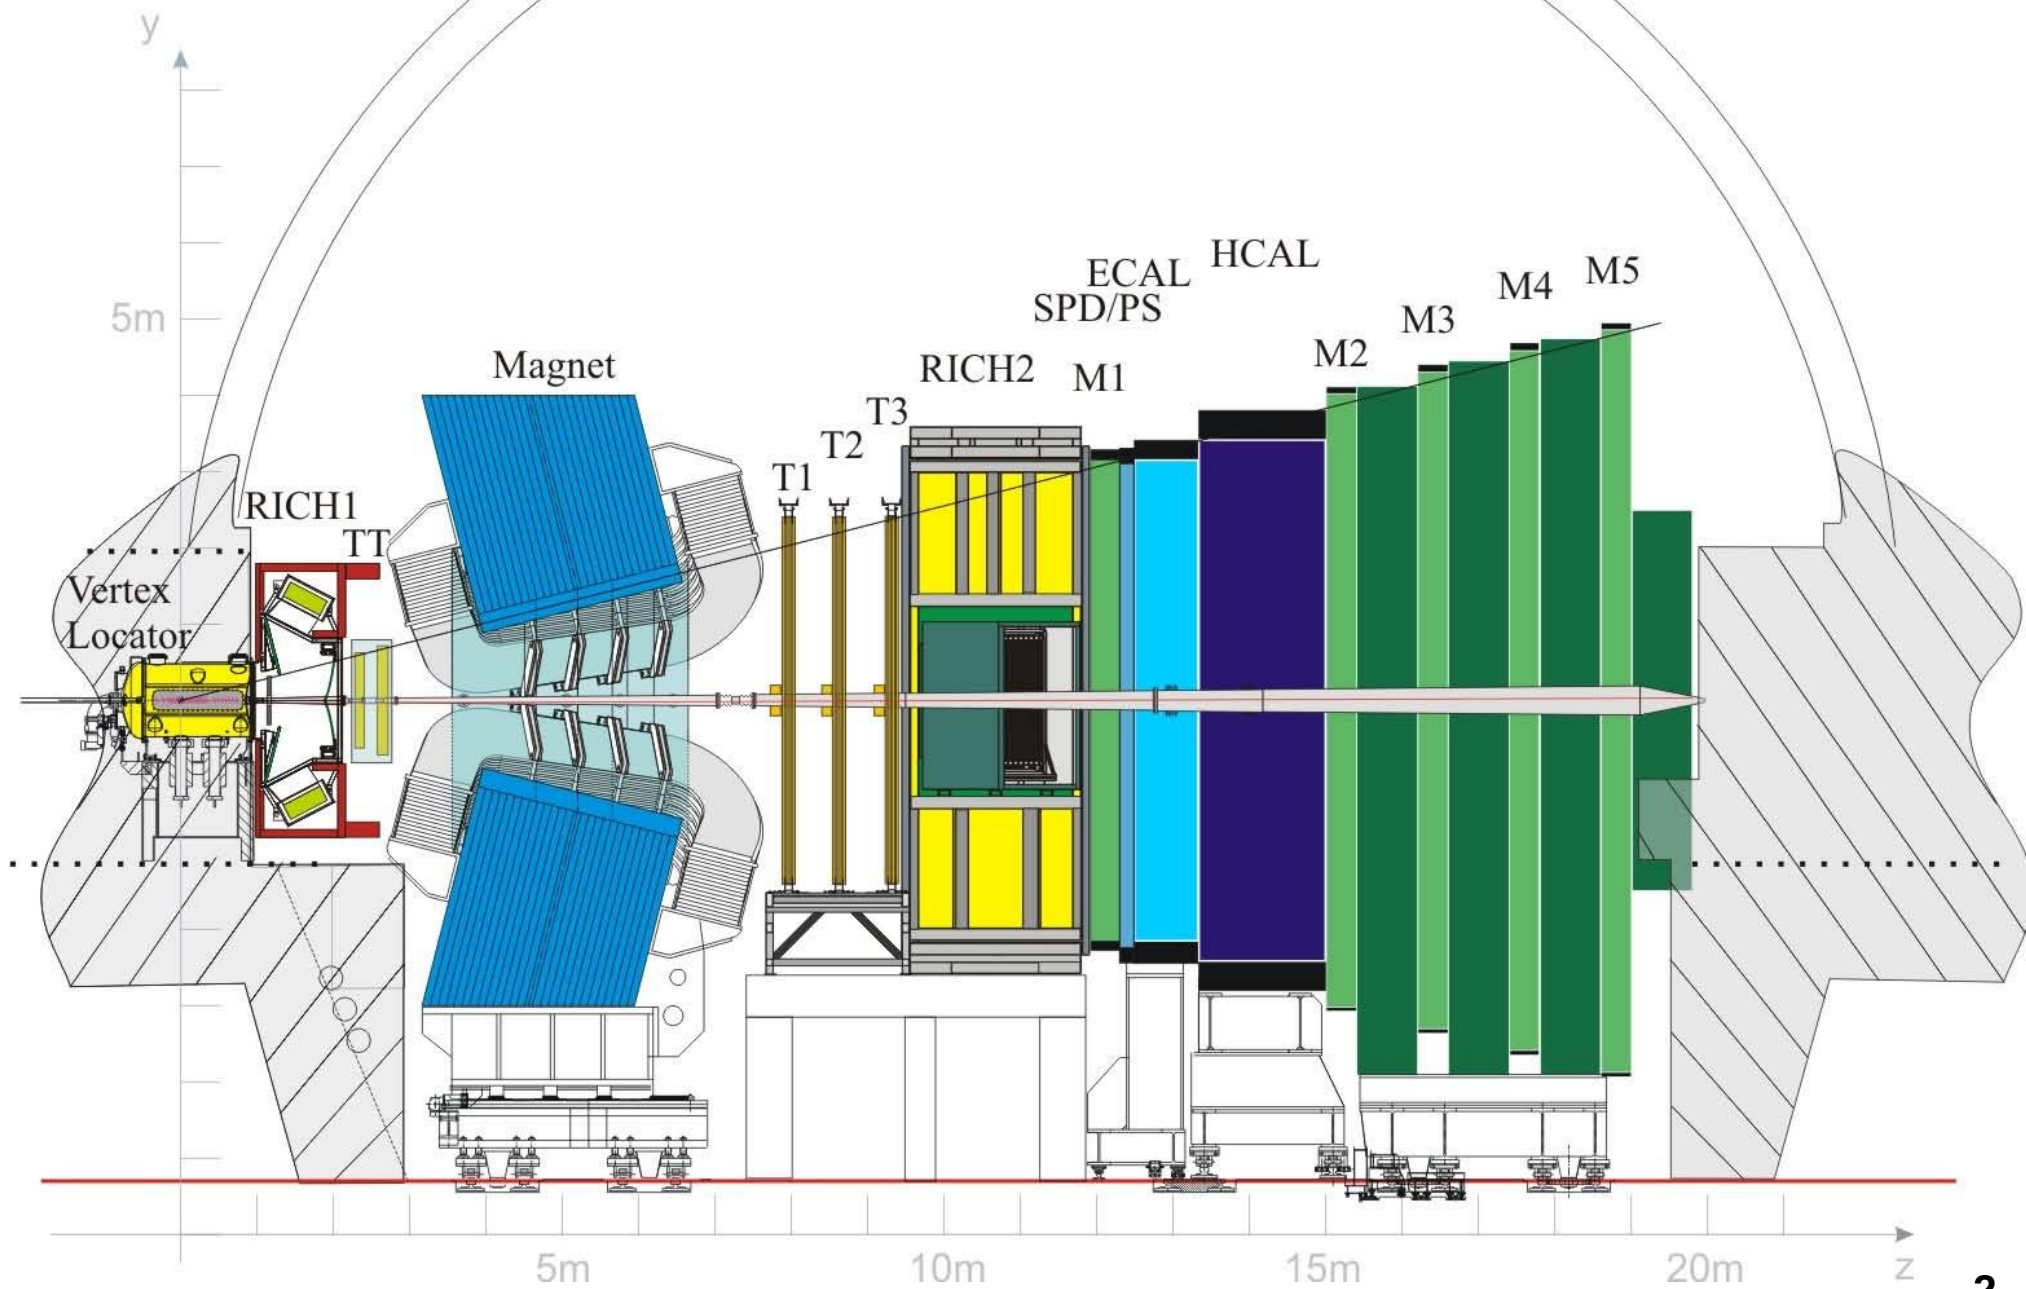 y
5m
Vertex
Locator
RICH1
TT
Magnet
T1
T2
T3
RICH2
M1
SPD/PS
ECAL
HCAL
M2
M3
M4
M5
5m
10m
15m
20m
z